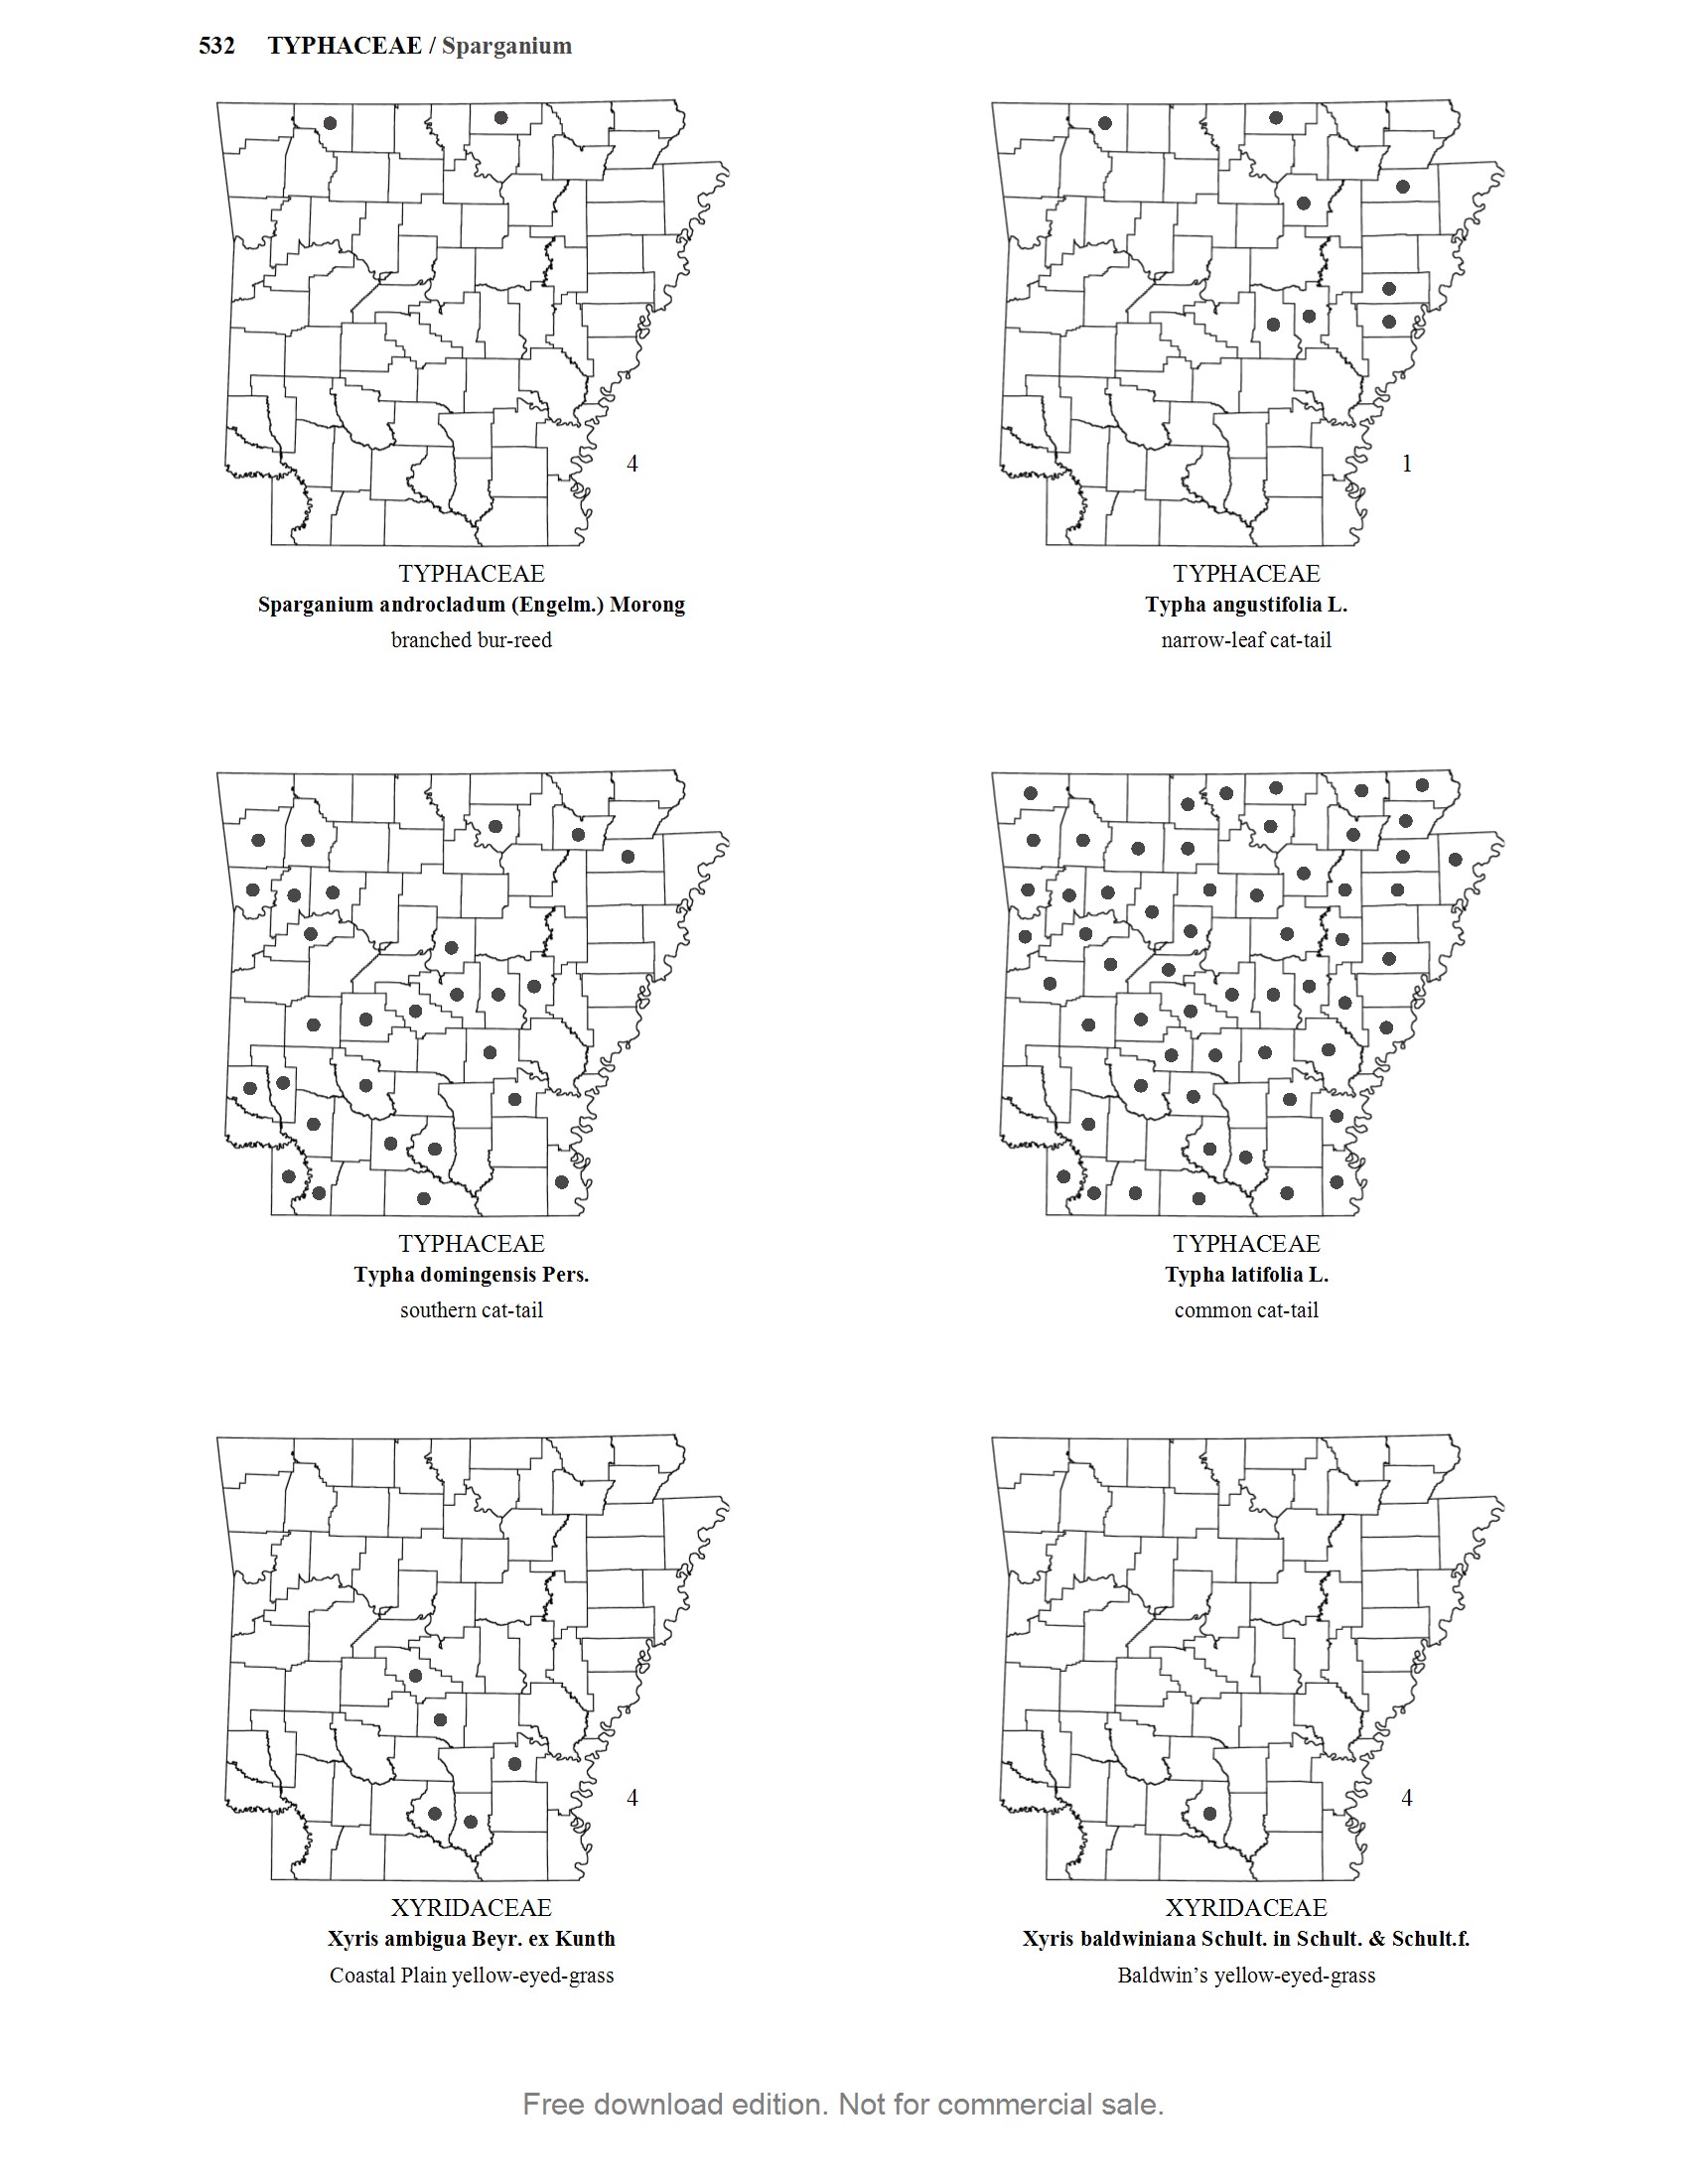 532 TYPHACEAE / Sparganium
4
TYPHACEAE
Sparganium androcladum (Engelm.) Morong
branched bur-reed
1
TYPHACEAE
Typha angustifolia L.
narrow-leaf cat-tail
TYPHACEAE
Typha domingensis Pers.
southern cat-tail
TYPHACEAE
Typha latifolia L.
common cat-tail
4
XYRIDACEAE
Xyris ambigua Beyr. ex Kunth
Coastal Plain yellow-eyed-grass
4
XYRIDACEAE
Xyris baldwiniana Schult. in Schult. & Schult.f.
Baldwin’s yellow-eyed-grass
Free download edition. Not for commercial sale.